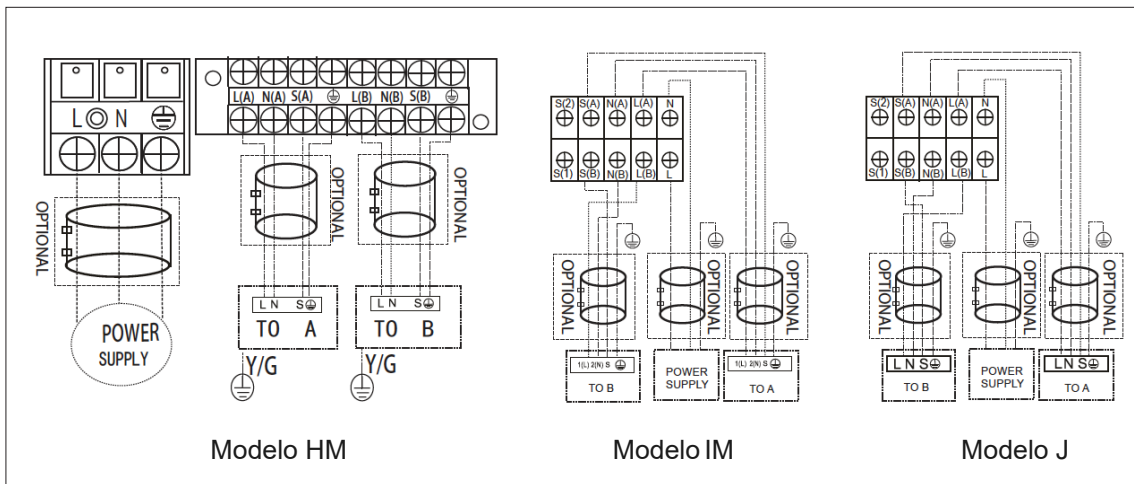 L N
OPTIONAL
POWER
SUPPLY
L(A) N(A) S(A) L(B) N(B) S(B)
OPTIONAL
OPTIONAL
L N S
TO A
Y/G
L N S
TO B
Y/G
Modelo HM
S(2) S(A) N(A) L(A) N
S(1) S(B) N(B) L(B) L
OPTIONAL
OPTIONAL
OPTIONAL
1(L) 2(N) S
TO B
POWER
SUPPLY
1(L) 2(N) S
TO A
Modelo IM
S(2) S(A) N(A) L(A) N
S(1) S(B) N(B) L(B) L
OPTIONAL
OPTIONAL
OPTIONAL
L N S
TO B
POWER
SUPPLY
L N S
TO A
Modelo J